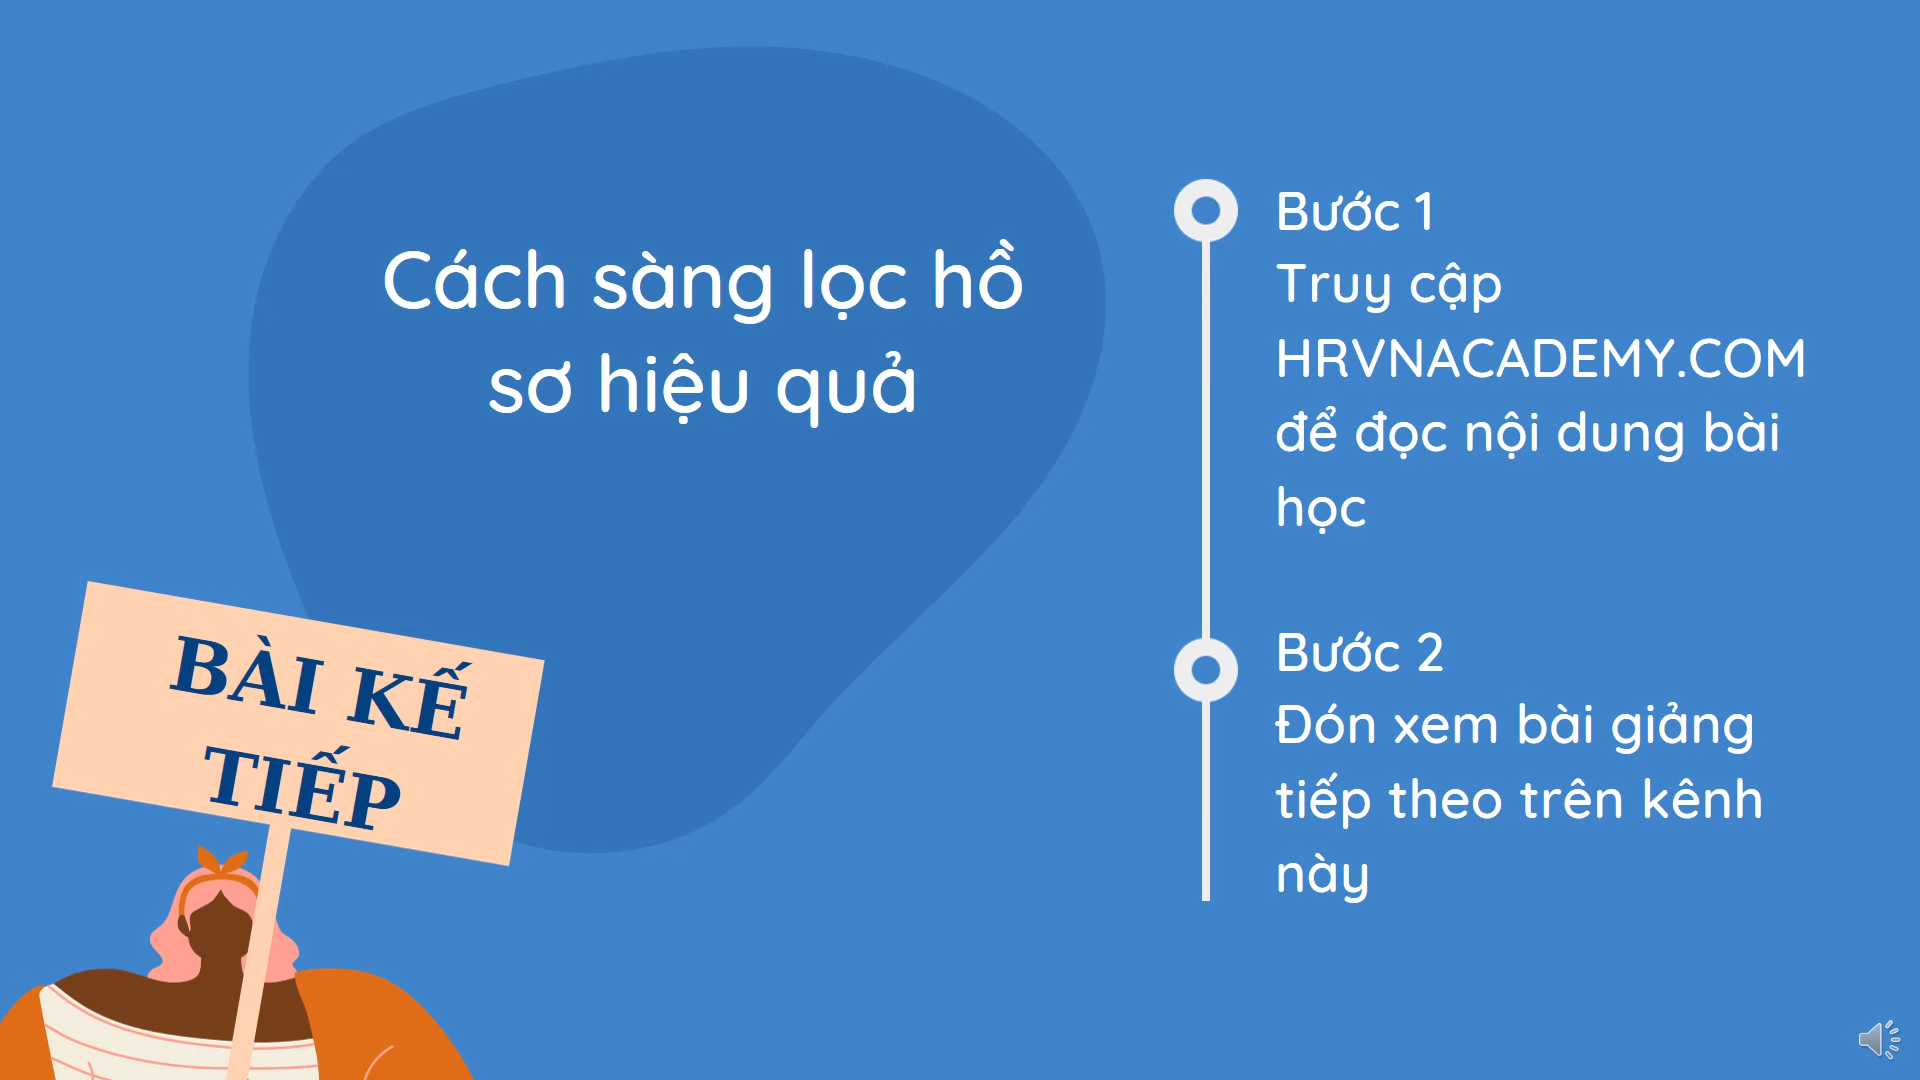 Cách sàng lọc hồ
sơ hiệu quả
BÀI KẾ
TIẾP
Bước 1
Truy cập
HRVNACADEMY.COM
để đọc nội dung bài
học
Bước 2
Đón xem bài giảng
tiếp theo trên kênh
này